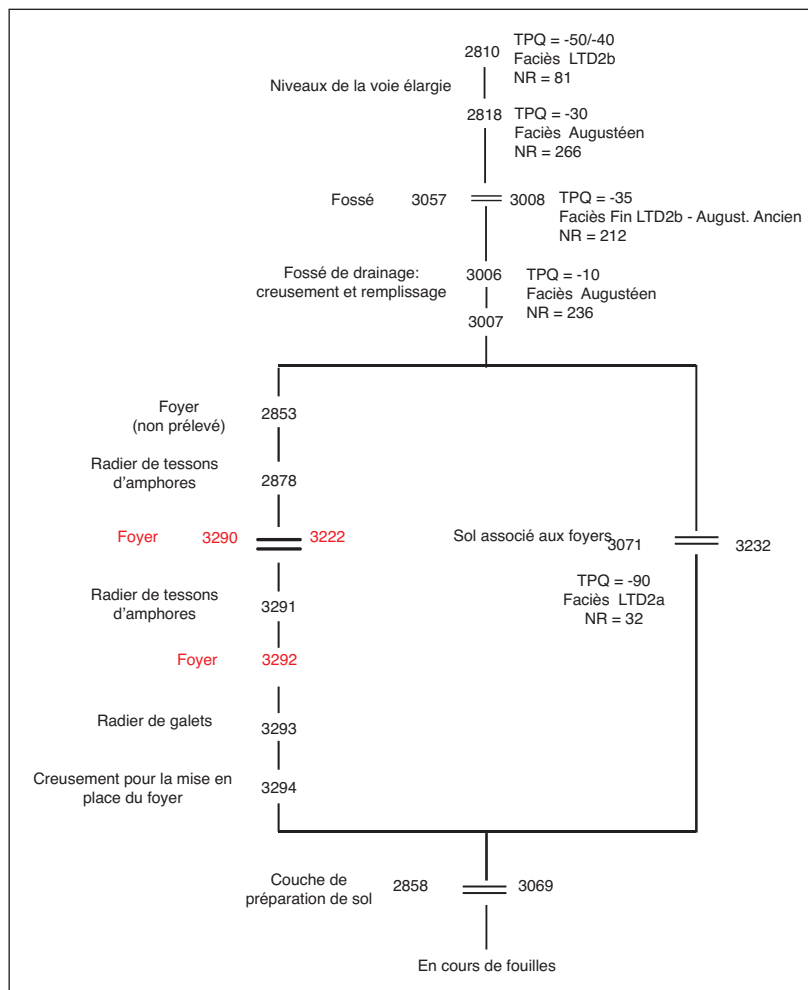 2810
TPQ = -50/-40
Faciès LTD2b
NR = 81
Niveaux de la voie élargie
2818
TPQ = -30
Faciès Augustéen
NR = 266
Fossé
3057
3008
TPQ = -35
Faciès Fin LTD2b - August. Ancien
NR = 212
Fossé de drainage:
creusement et remplissage
3006
TPQ = -10
Faciès Augustéen
NR = 236
3007
Foyer
(non prélevé)
2853
Radier de tessons
d'amphores
2878
Foyer
3290
3222
Sol associé aux foyers
3071
3232
TPQ = -90
Faciès LTD2a
NR = 32
Radier de tessons
d'amphores
3291
Foyer
3292
Radier de galets
3293
Creusement pour la mise en
place du foyer
3294
Couche de
préparation de sol
2858
3069
En cours de fouilles